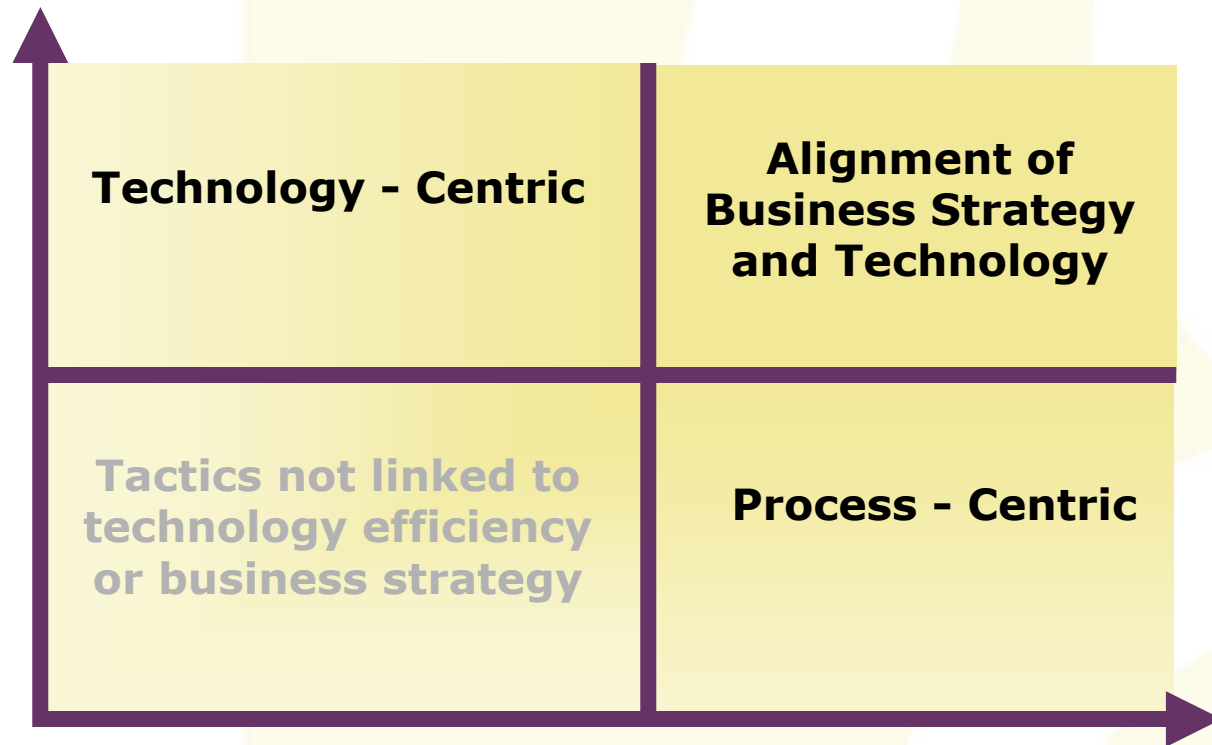 Technology - Centric
Alignment of
Business Strategy
and Technology
Tactics not linked to
technology efficiency
or business strategy
Process - Centric